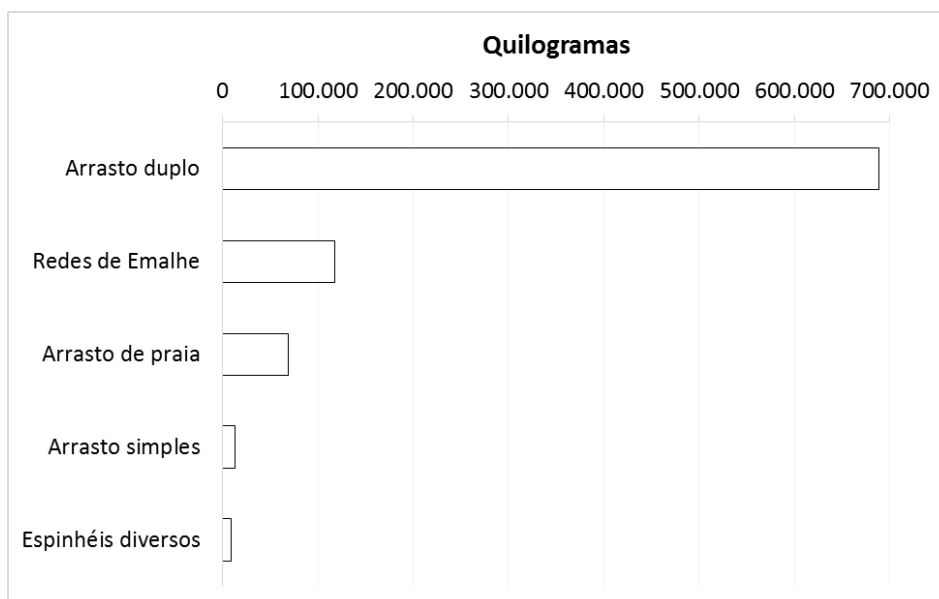 Quilogramas
0 100.000 200.000 300.000 400.000 500.000 600.000 700.000
Arrasto duplo
Redes de Emalhe
Arrasto de praia
Arrasto simples
Espinhéis diversos